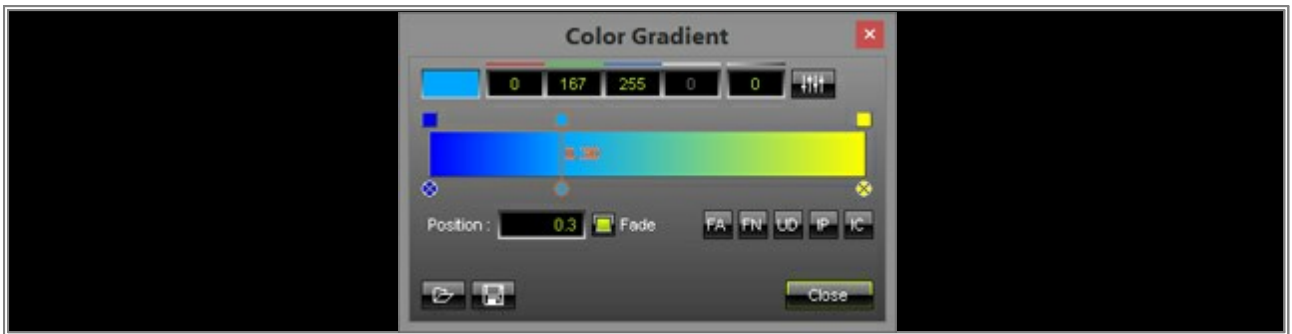 Color Gradient
0 167 255 0 0
Position : 0.3 Fade FA FN UD IP IC
Close